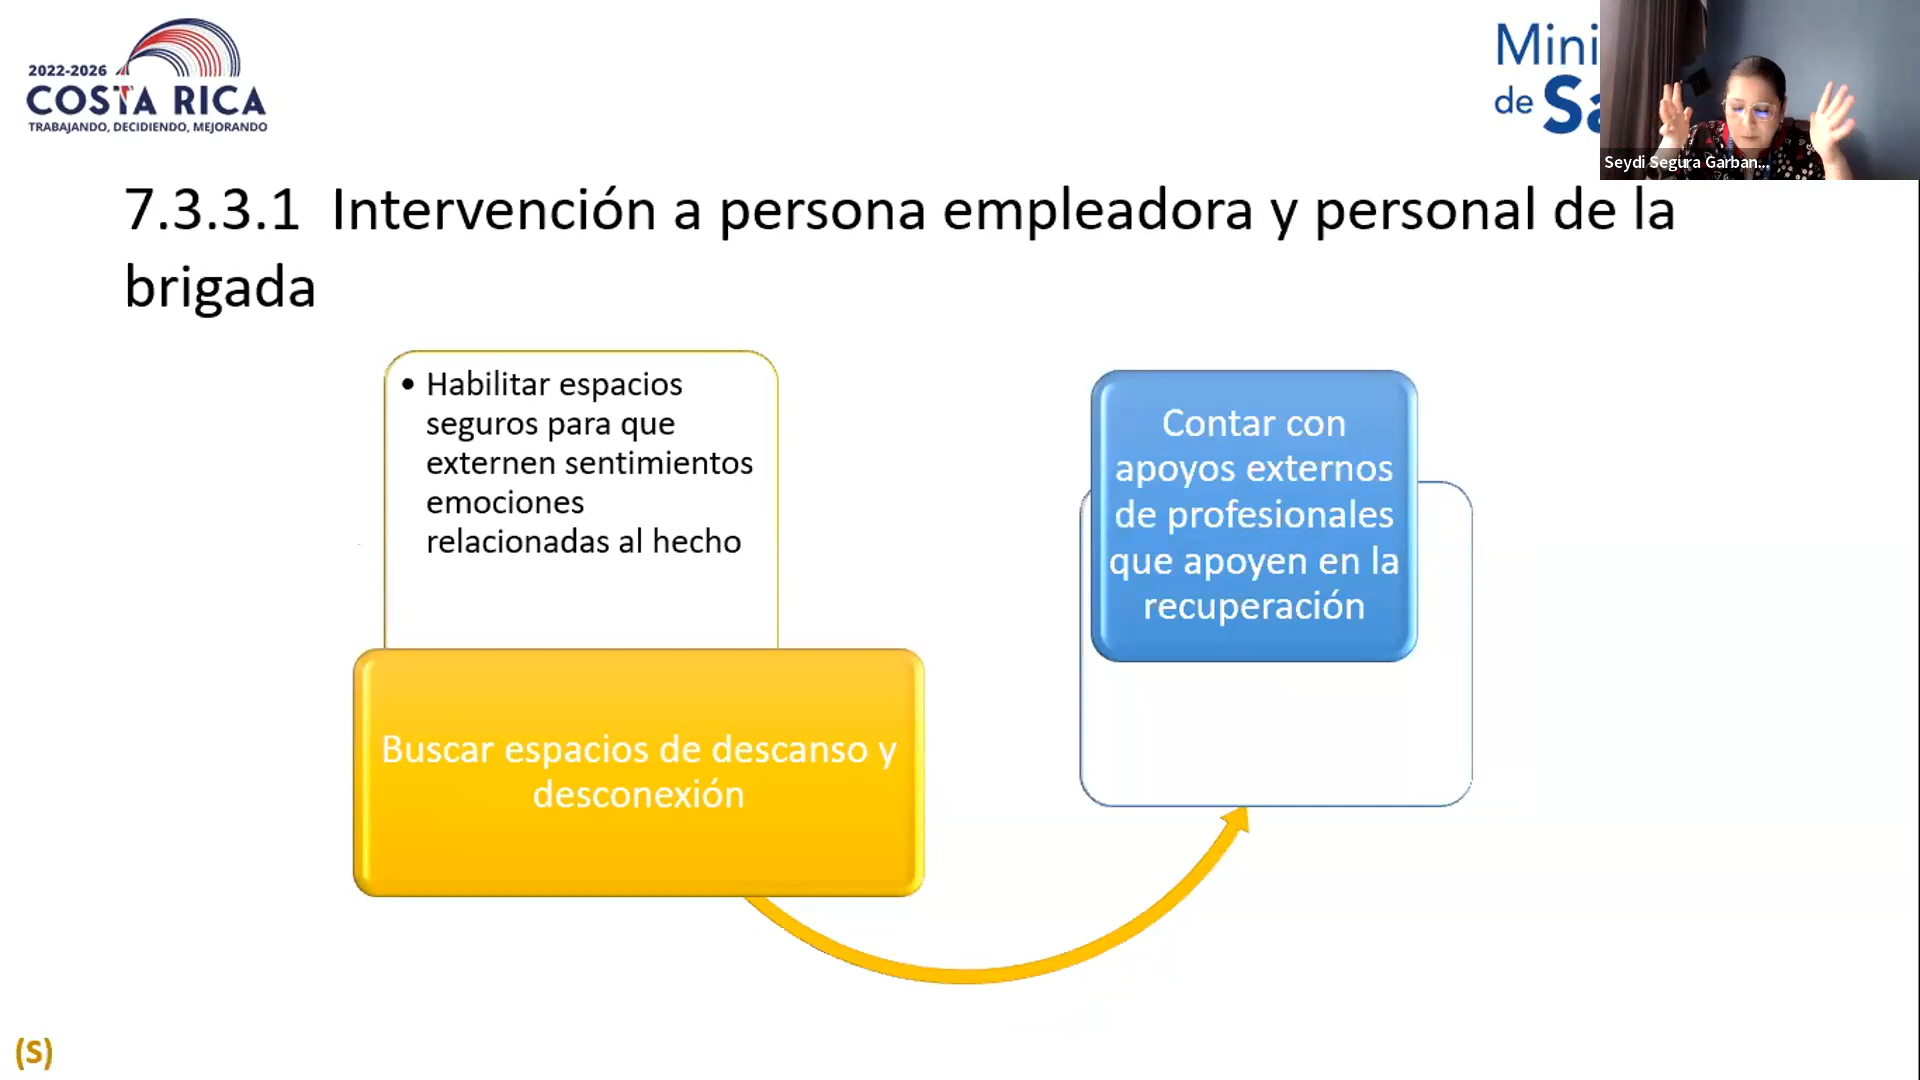 2022-2026
COSTA RICA
TRABAJANDO, DECIDIENDO, MEJORANDO
de
Seydi Segura Garban...
7.3.3.1 Intervención a persona empleadora y personal de la
brigada
• Habilitar espacios
seguros para que
externen sentimientos
emociones
relacionadas al hecho
Buscar espacios de descanso y
desconexión
Contar con
apoyos externos
de profesionales
que apoyen en la
recuperación
(S)